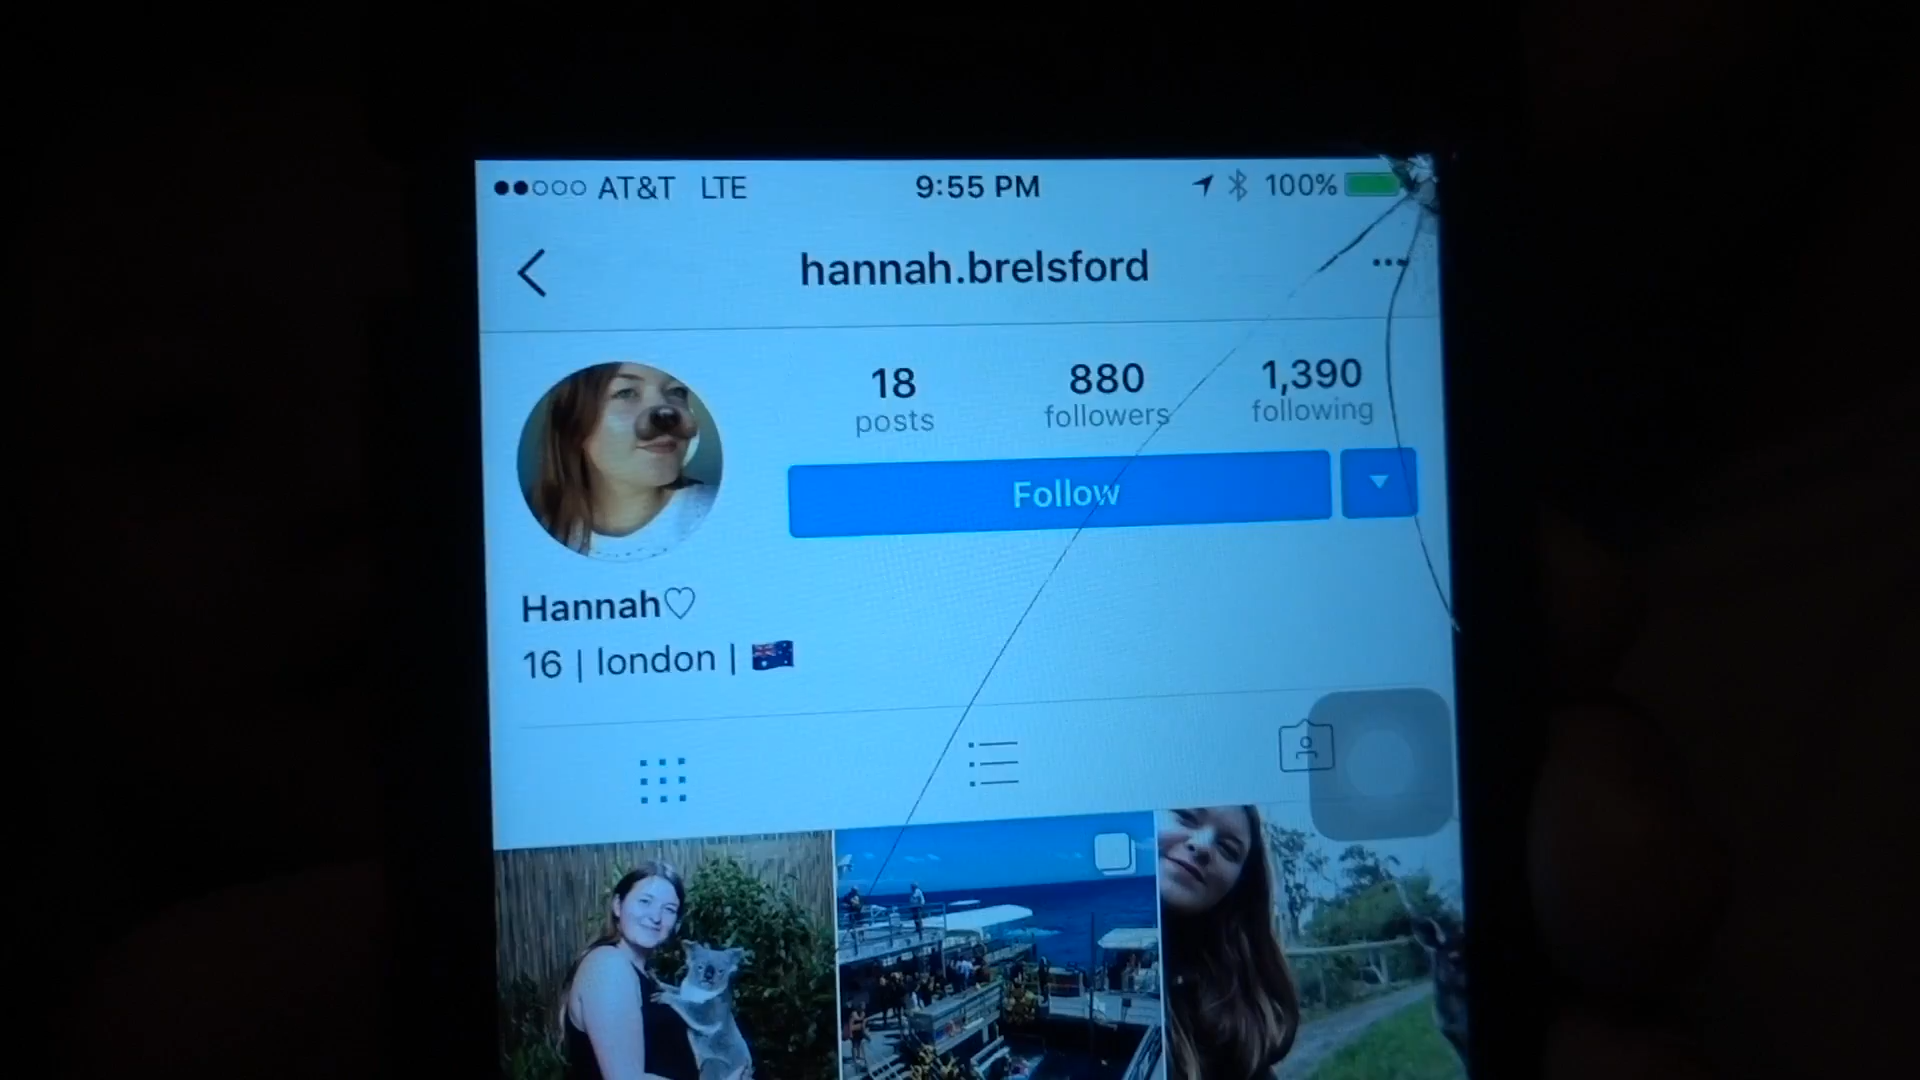 AT&T LTE 9:55 PM 100%
hannah.brelsford
18 880 1,390
posts followers following
Follow
Hannah♡
16 | london | 🇦🇺